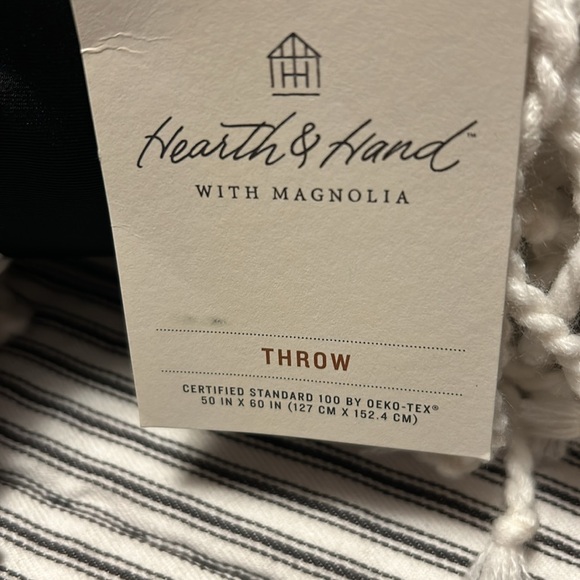 Hearth & Hand™
WITH MAGNOLIA
THROW
CERTIFIED STANDARD 100 BY OEKO-TEX®
50 IN X 60 IN (127 CM X 152.4 CM)